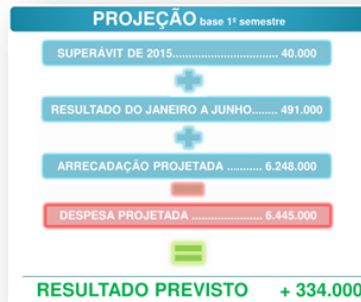 PROJEÇÃO base 1º semestre
SUPERÁVIT DE 2015................................ 40.000
RESULTADO DO JANEIRO A JUNHO........ 491.000
ARRECADAÇÃO PROJETADA ........... 6.248.000
DESPESA PROJETADA ...................... 6.445.000
RESULTADO PREVISTO + 334.000